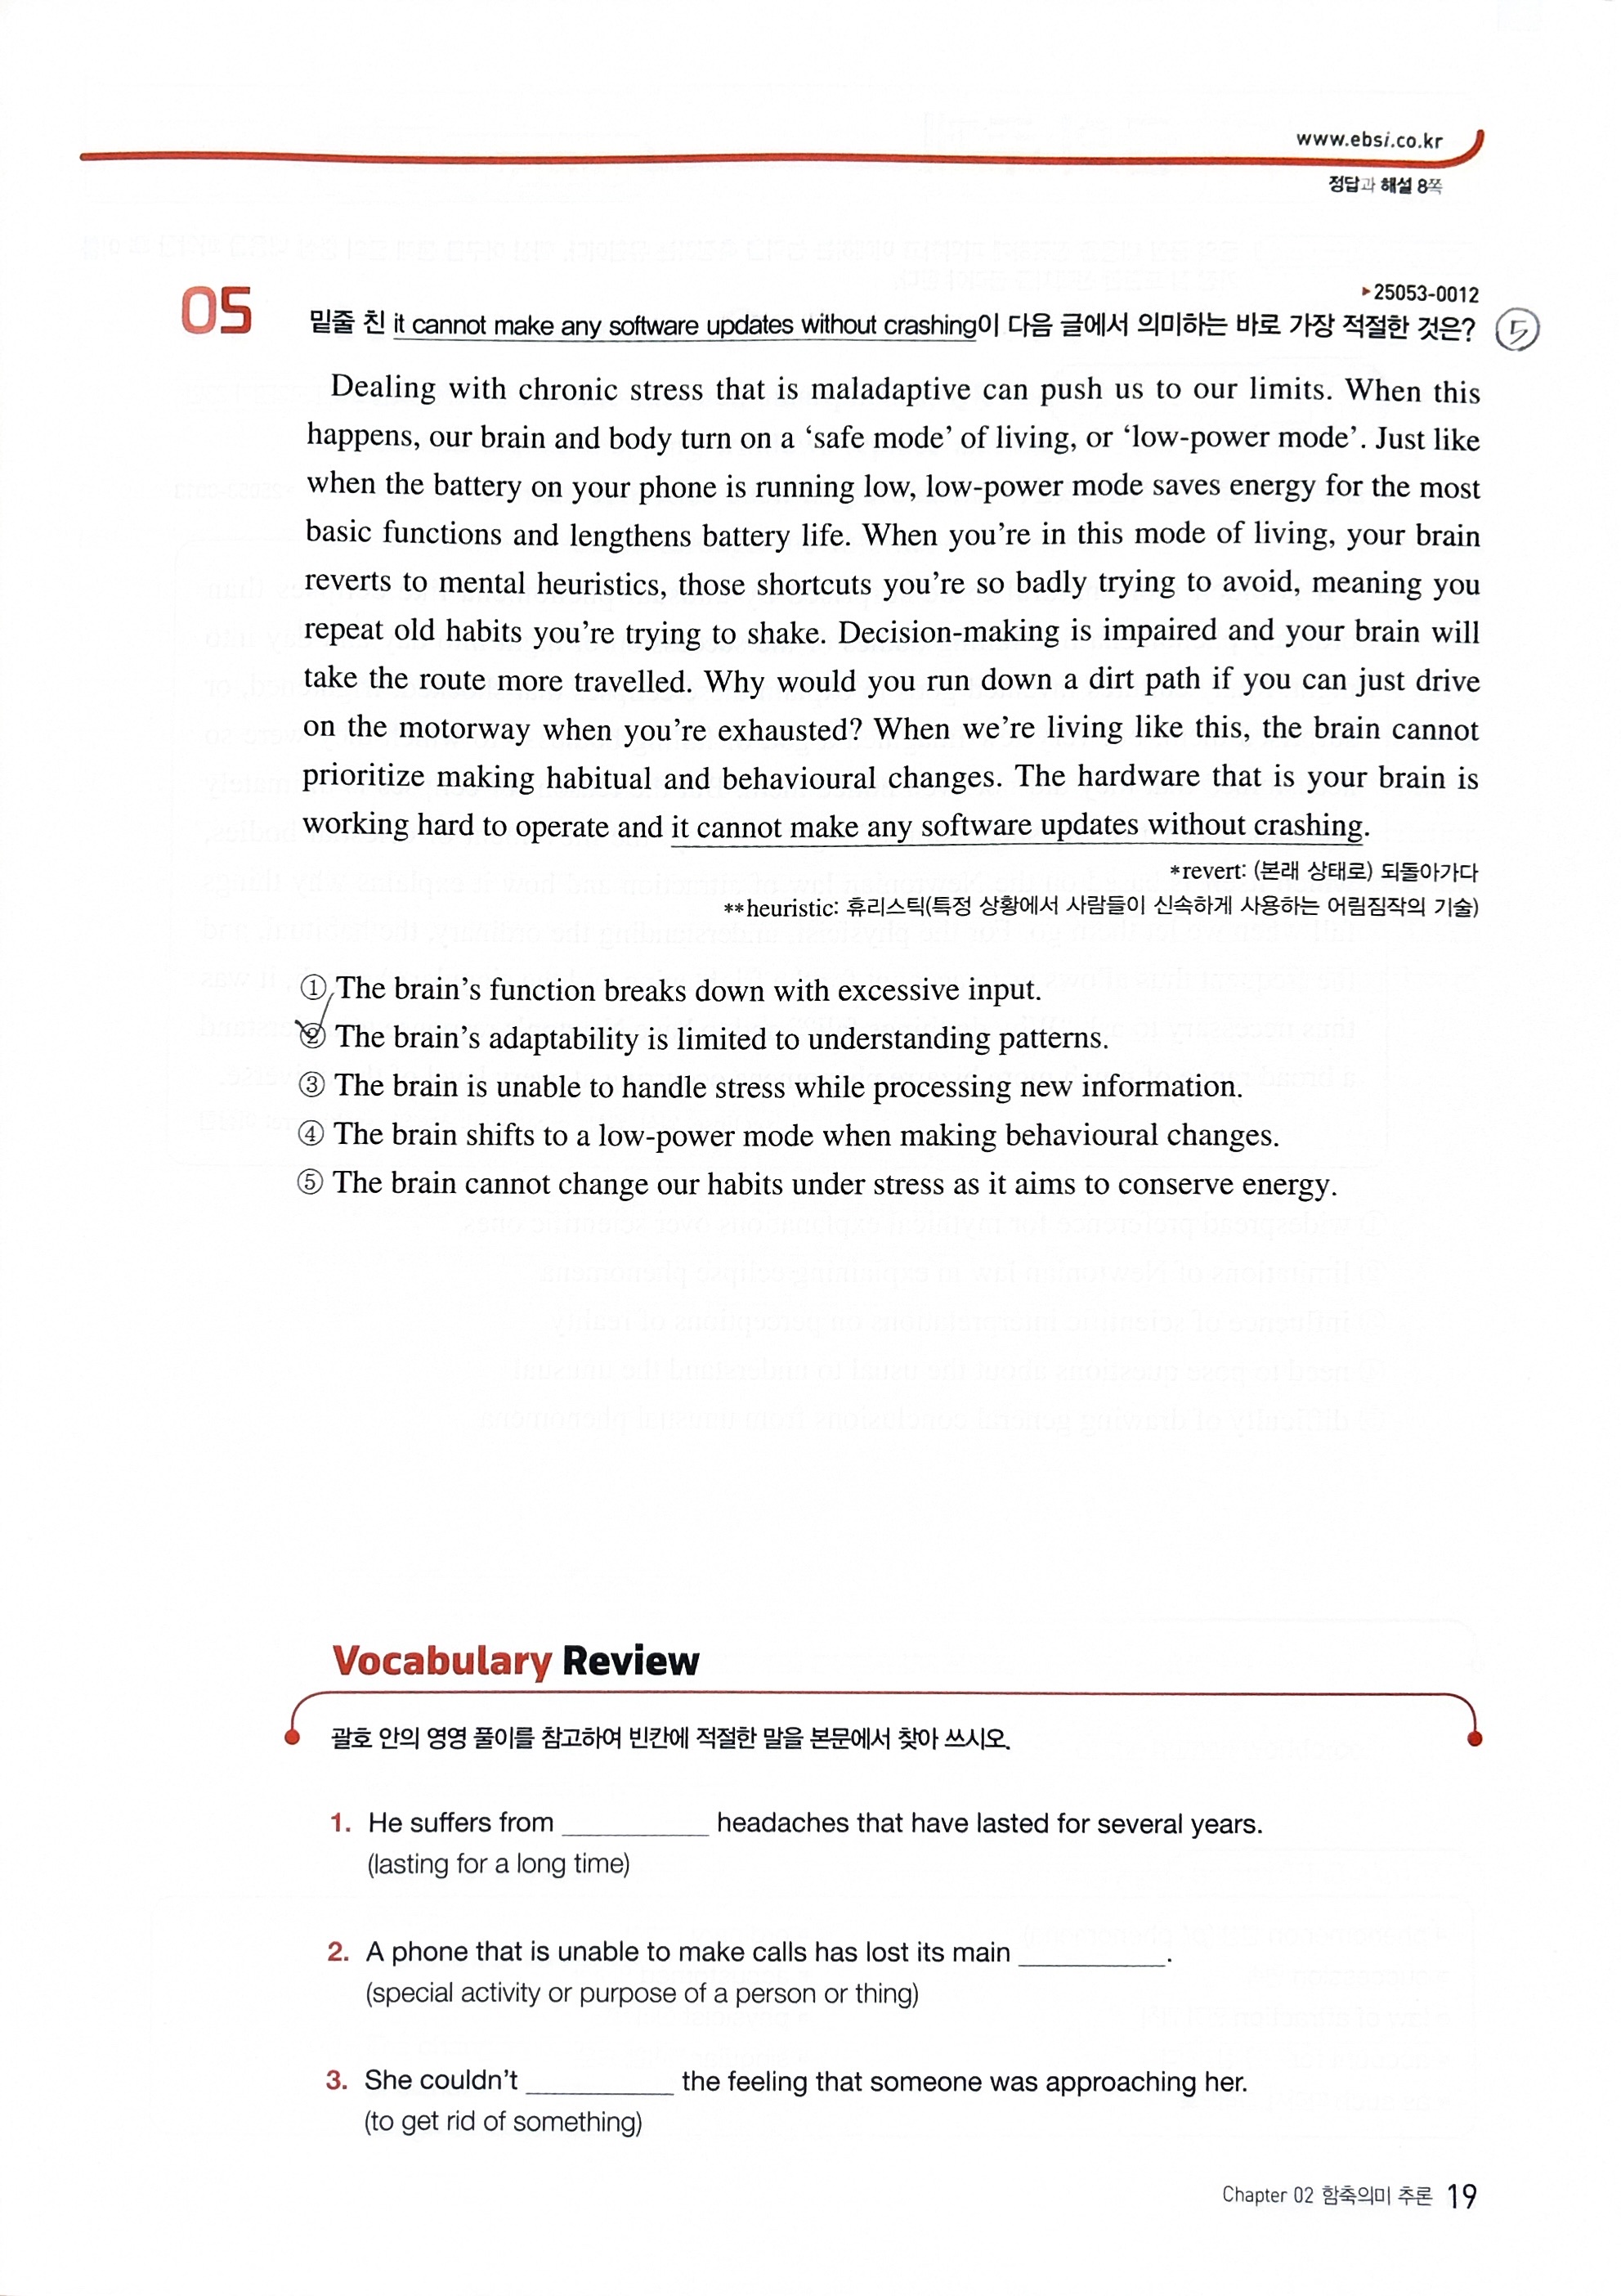 www.ebsi.co.kr
정답과 해설 8쪽
▸25053-0012
05 밑줄 친 it cannot make any software updates without crashing이 다음 글에서 의미하는 바로 가장 적절한 것은? ⑤
Dealing with chronic stress that is maladaptive can push us to our limits. When this
happens, our brain and body turn on a ‘safe mode’ of living, or ‘low-power mode’. Just like
when the battery on your phone is running low, low-power mode saves energy for the most
basic functions and lengthens battery life. When you’re in this mode of living, your brain
reverts to mental heuristics, those shortcuts you’re so badly trying to avoid, meaning you
repeat old habits you’re trying to shake. Decision-making is impaired and your brain will
take the route more travelled. Why would you run down a dirt path if you can just drive
on the motorway when you’re exhausted? When we’re living like this, the brain cannot
prioritize making habitual and behavioural changes. The hardware that is your brain is
working hard to operate and it cannot make any software updates without crashing.
*revert: (본래 상태로) 되돌아가다
**heuristic: 휴리스틱(특정 상황에서 사람들이 신속하게 사용하는 어림짐작의 기술)
① The brain’s function breaks down with excessive input.
② The brain’s adaptability is limited to understanding patterns.
③ The brain is unable to handle stress while processing new information.
④ The brain shifts to a low-power mode when making behavioural changes.
⑤ The brain cannot change our habits under stress as it aims to conserve energy.
Vocabulary Review
괄호 안의 영영 풀이를 참고하여 빈칸에 적절한 말을 본문에서 찾아 쓰시오.
1. He suffers from __________ headaches that have lasted for several years.
(lasting for a long time)
2. A phone that is unable to make calls has lost its main __________.
(special activity or purpose of a person or thing)
3. She couldn’t __________ the feeling that someone was approaching her.
(to get rid of something)
Chapter 02 함축의미 추론 19